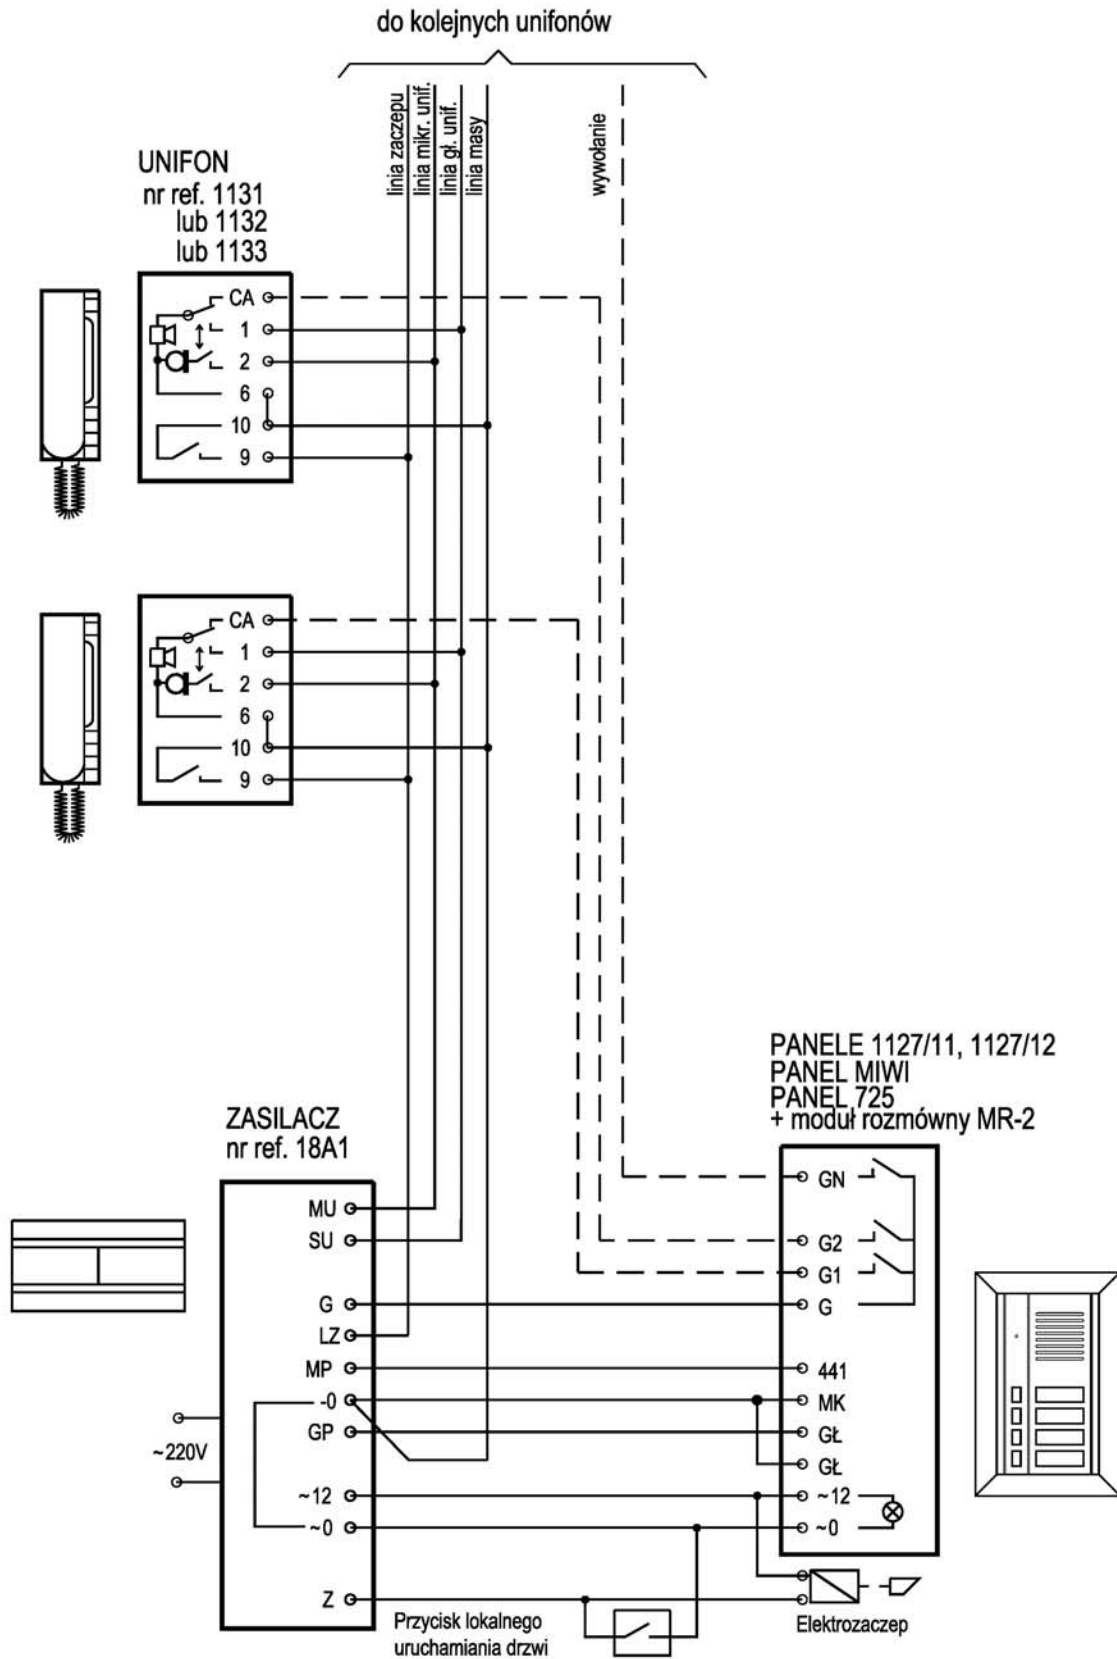 do kolejnych unifonów
linia zaczepu
linia mikr. unif.
linia gł. unif.
linia masy
wywołanie
UNIFON
nr ref. 1131
lub 1132
lub 1133
CA
1
2
6
10
9
CA
1
2
6
10
9
PANELE 1127/11, 1127/12
PANEL MIWI
PANEL 725
+ moduł rozmówny MR-2
ZASILACZ
nr ref. 18A1
MU
SU
G
LZ
MP
-0
GP
~12
~0
Z
~220V
GN
G2
G1
G
441
MK
GŁ
GŁ
~12
~0
Przycisk lokalnego
uruchamiania drzwi
Elektrozaczep